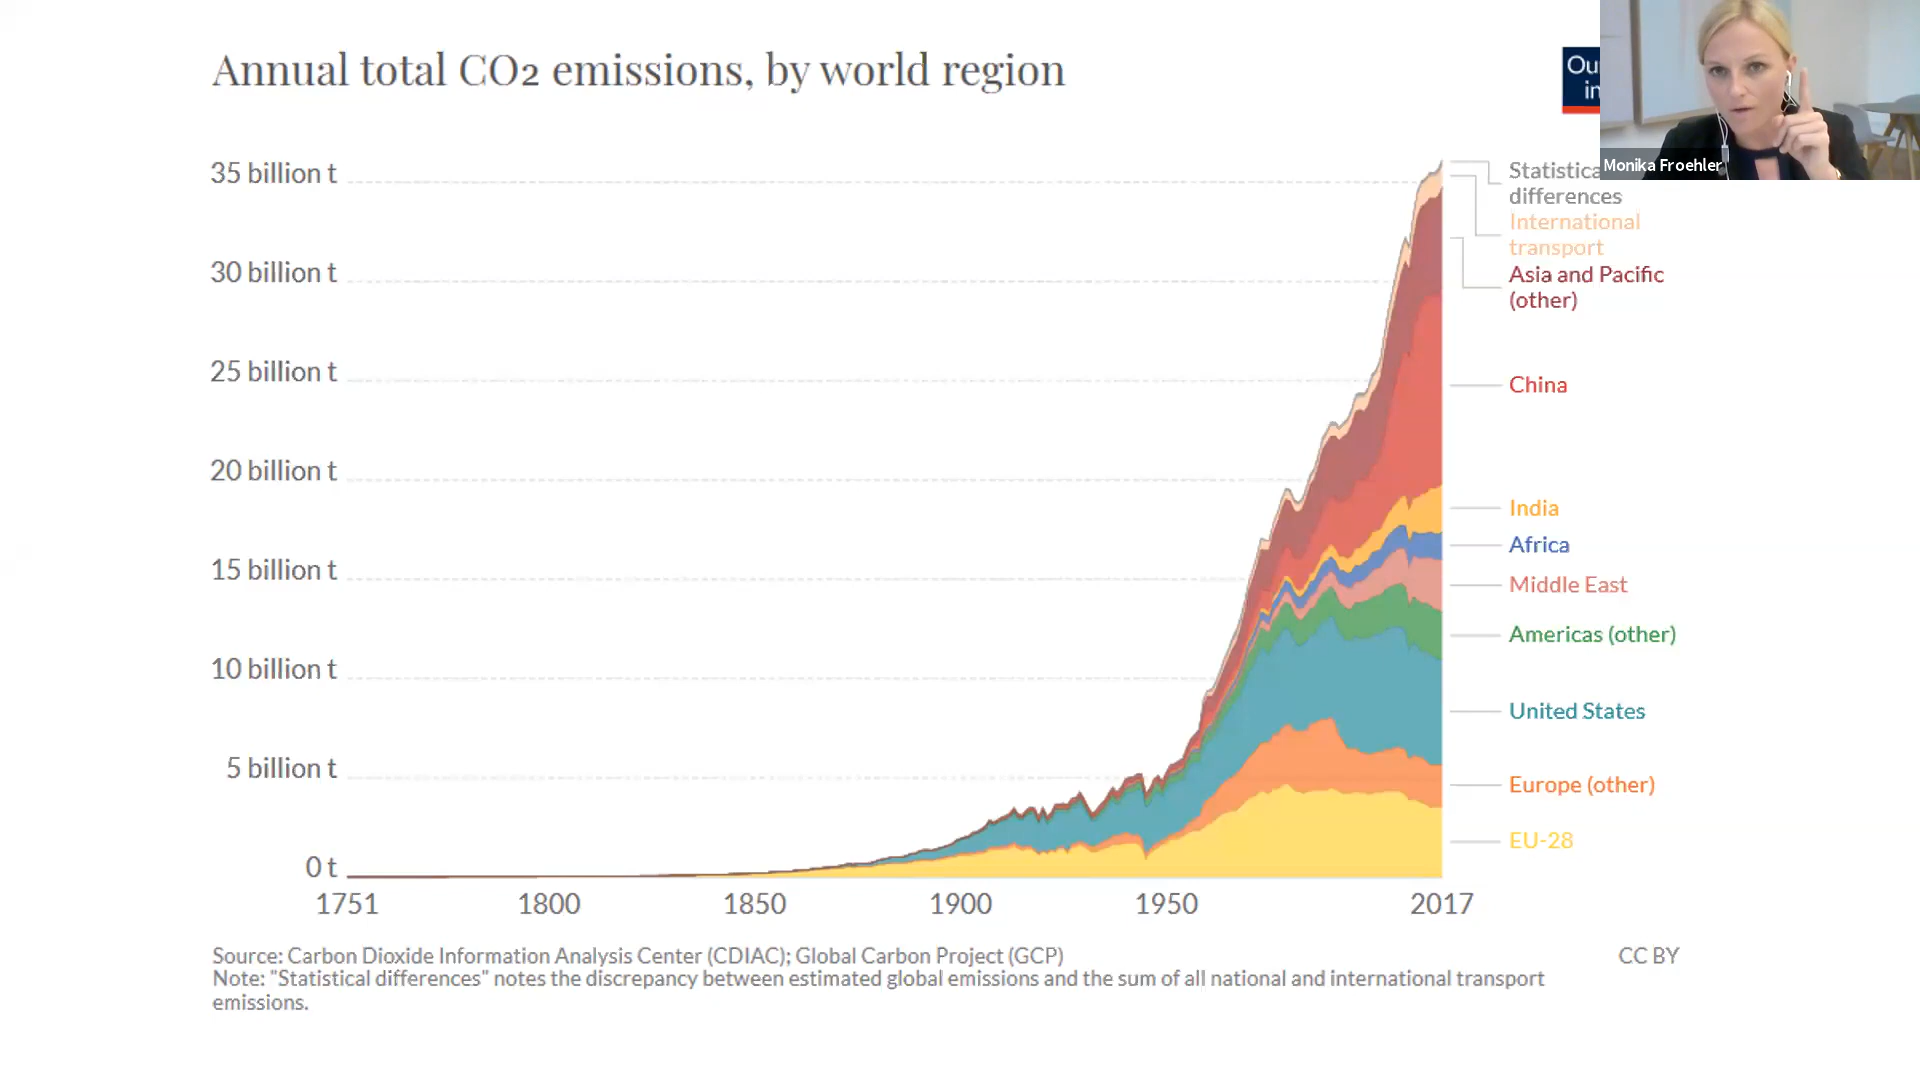 Annual total CO2 emissions, by world region
Ou
in
Monika Froehler
35 billion t
30 billion t
25 billion t
20 billion t
15 billion t
10 billion t
5 billion t
0 t
1751
1800
1850
1900
1950
2017
Statistica
differences
International
transport
Asia and Pacific
(other)
China
India
Africa
Middle East
Americas (other)
United States
Europe (other)
EU-28
Source: Carbon Dioxide Information Analysis Center (CDIAC); Global Carbon Project (GCP)
CC BY
Note: "Statistical differences" notes the discrepancy between estimated global emissions and the sum of all national and international transport
emissions.